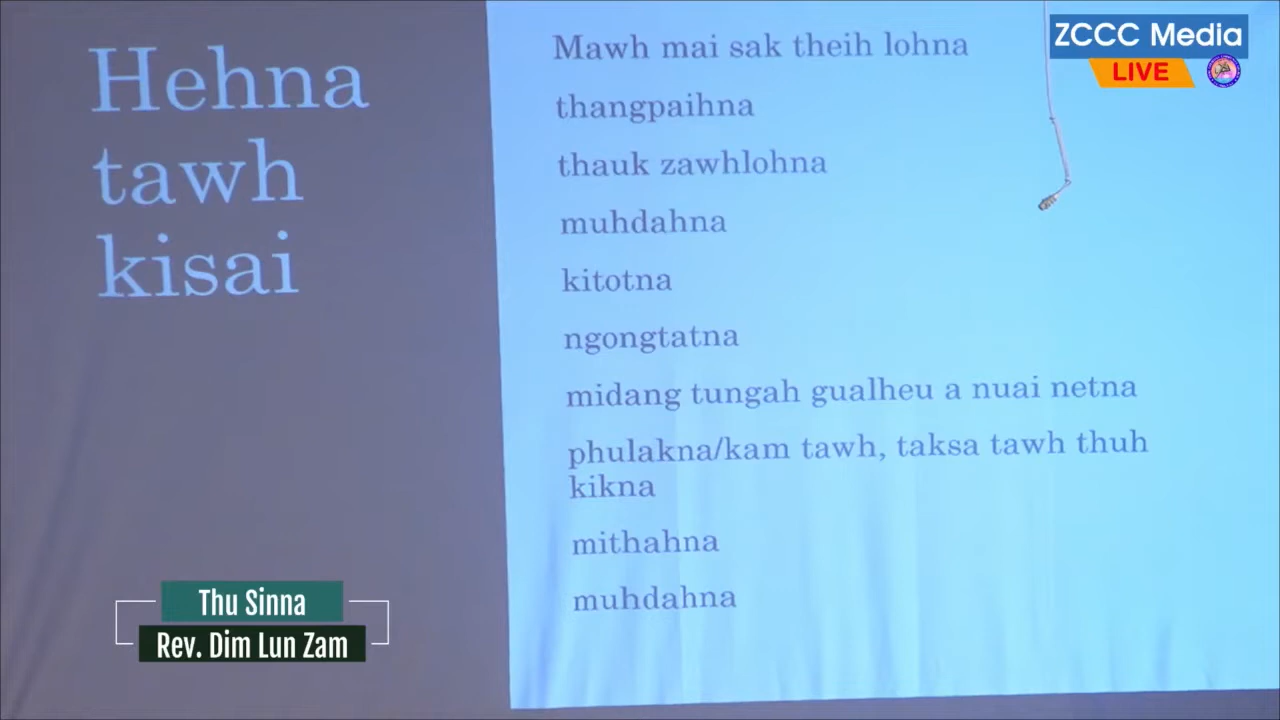 Hehna
tawh
kisai
Mawh mai sak theih lohna
thangpaihna
thauk zawhlohna
muhdahna
kitotna
ngongtatna
midang tungah gualheu a nuai netna
phulakna/kam tawh, taksa tawh thuh
kikna
mithahna
muhdahna
ZCCC Media
LIVE
Thu Sinna
Rev. Dim Lun Zam